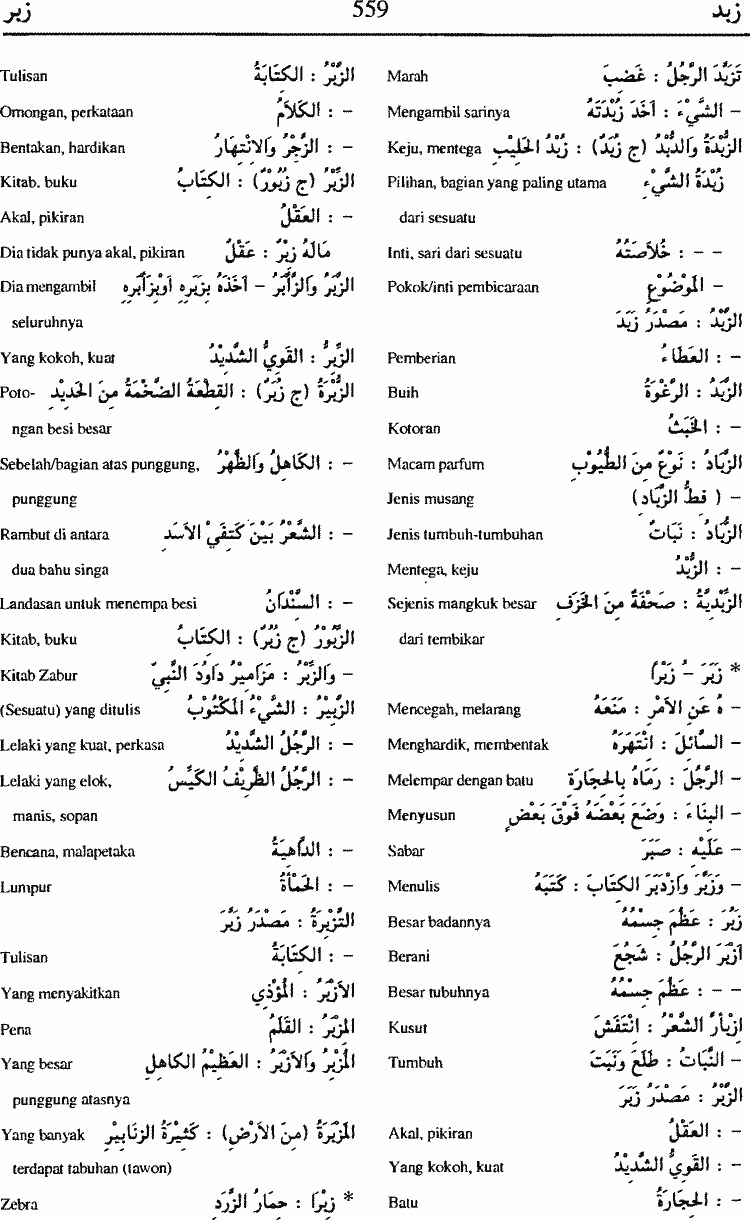 زبد 559 زبر
تَزَبَّدَ الرَّجُلُ : غَضِبَ Marah
– الشَّيْءَ : اَخَذَ زُبْدَتَهُ Mengambil sarinya
الزُّبْدَةُ وَالزُّبْدُ (ج زُبَدٌ) : زُبْدُ الحَلِيْبِ Keju, mentega
زُبْدَةُ الشَّيْءِ Pilihan, bagian yang paling utama
dari sesuatu
– – : خُلاَصَتُهُ Inti, sari dari sesuatu
– المَوْضُوْعِ Pokok/inti pembicaraan
الزَّبْدُ : مَصْدَرُ زَبَدَ
– : العَطَاءُ Pemberian
الزَّبَدُ : الرَّغْوَةُ Buih
– : الخَبَثُ Kotoran
الزَّبَادُ : نَوْعٌ مِنَ الطُّيُوْبِ Macam parfum
– ( قِطُّ الزَّبَادِ) Jenis musang
الزُّبَّادُ : نَبَاتٌ Jenis tumbuh-tumbuhan
– : الزُّبْدُ Mentega, keju
الزِّبْدِيَّةُ : صَحْفَةٌ مِنَ الخَزَفِ Sejenis mangkuk besar
dari tembikar
* زَبَرَ – زَبْرًا
– هُ عَنِ الاَمْرِ : مَنَعَهُ Mencegah, melarang
– السَّائِلَ : انْتَهَرَهُ Menghardik, membentak
– الرَّجُلَ : رَمَاهُ بِالحِجَارَةِ Melempar dengan batu
– البِنَاءَ : وَضَعَ بَعْضَهُ فَوْقَ بَعْضٍ Menyusun
– عَلَيْهِ : صَبَرَ Sabar
– وَزَبَّرَ وَازْدَبَرَ الكِتَابَ : كَتَبَهُ Menulis
زَبُرَ : عَظُمَ جِسْمُهُ Besar badannya
اَزْبَرَ الرَّجُلُ : شَجُعَ Berani
– – : عَظُمَ جِسْمُهُ Besar tubuhnya
ازْبَأَرَّ الشَّعْرُ : انْتَفَشَ Kusut
– النَّبَاتُ : طَلَعَ وَنَبَتَ Tumbuh
الزَّبْرُ : مَصْدَرُ زَبَرَ
– : العَقْلُ Akal, pikiran
– : القَوِيُّ الشَّدِيْدُ Yang kokoh, kuat
– : الحِجَارَةُ Batu
الزَّبْرُ : الكِتَابَةُ Tulisan
– : الكَلاَمُ Omongan, perkataan
– : الزَّجْرُ وَالاِنْتِهَارُ Bentakan, hardikan
الزِّبْرُ (ج زُبُوْرٌ) : الكِتَابُ Kitab. buku
– : العَقْلُ Akal, pikiran
مَالَهُ زَبْرٌ : عَقْلٌ Dia tidak punya akal, pikiran
الزَّبَرُ وَالزَّأْبَرُ – اَخَذَهُ بِزَبَرِهِ اَوْبِزَأْبَرِهِ Dia mengambil
seluruhnya
الزِّبِرُّ : القَوِيُّ الشَّدِيْدُ Yang kokoh, kuat
الزُّبْرَةُ (ج زُبَرٌ) : القِطْعَةُ الضَّخْمَةُ مِنَ الحَدِيْدِ Poto-
ngan besi besar
– : الكَاهِلُ وَالظَّهْرُ Sebelah/bagian atas punggung,
punggung
– : الشَّعْرُ بَيْنَ كَتِفَيْ الاَسَدِ Rambut di antara
dua bahu singa
– : السَّنْدَانُ Landasan untuk menempa besi
الزَّبُوْرُ (ج زُبُرٌ) : الكِتَابُ Kitab, buku
– وَالزُّبُرُ : مَزَامِيْرُ دَاوُدَ النَّبِيِّ Kitab Zabur
الزَّبِيْرُ : الشَّيْءُ المَكْتُوْبُ (Sesuatu) yang ditulis
– : الرَّجُلُ الشَّدِيْدُ Lelaki yang kuat, perkasa
– : الرَّجُلُ الظَّرِيْفُ الكَيِّسُ Lelaki yang elok,
manis, sopan
– : الدَّاهِيَةُ Bencana, malapetaka
– : الحَمْأَةُ Lumpur
التَّزْبِرَةُ : مَصْدَرُ زَبَّرَ
– : الكِتَابَةُ Tulisan
الاَزْبَرُ : المُؤْذِي Yang menyakitkan
المِزْبَرُ : القَلَمُ Pena
المُزْبِرُ وَالاَزْبَرُ : العَظِيْمُ الكَاهِلِ Yang besar
punggung atasnya
المَزْبَرَةُ (مِنَ الاَرْضِ) : كَثِيْرَةُ الزَّنَابِيْرِ Yang banyak
terdapat tabuhan (tawon)
* زِبْرَا : حِمَارُ الزَّرَدِ Zebra